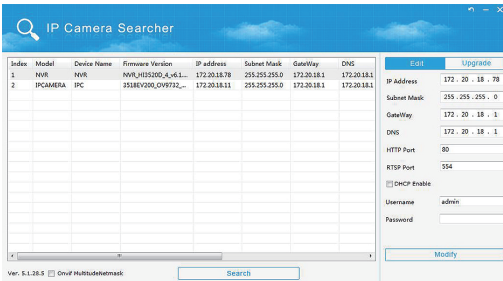 IP Camera Searcher
Index Model Device Name Firmware Version IP address Subnet Mask GateWay DNS
1 NVR NVR NVR_HI3520D_4_v6.1.... 172.20.18.78 255.255.255.0 172.20.18.1 172.20.18.1
2 IPCAMERA IPC 3518EV200_OV9732_... 172.20.18.11 255.255.255.0 172.20.18.1 172.20.18.1
Edit Upgrade
IP Address 172 . 20 . 18 . 78
Subnet Mask 255 .255 .255 . 0
GateWay 172 . 20 . 18 . 1
DNS 172 . 20 . 18 . 1
HTTP Port 80
RTSP Port 554
DHCP Enable
Username admin
Password
Modify
Ver. 5.1.28.5 Onvif MultitudeNetmask Search